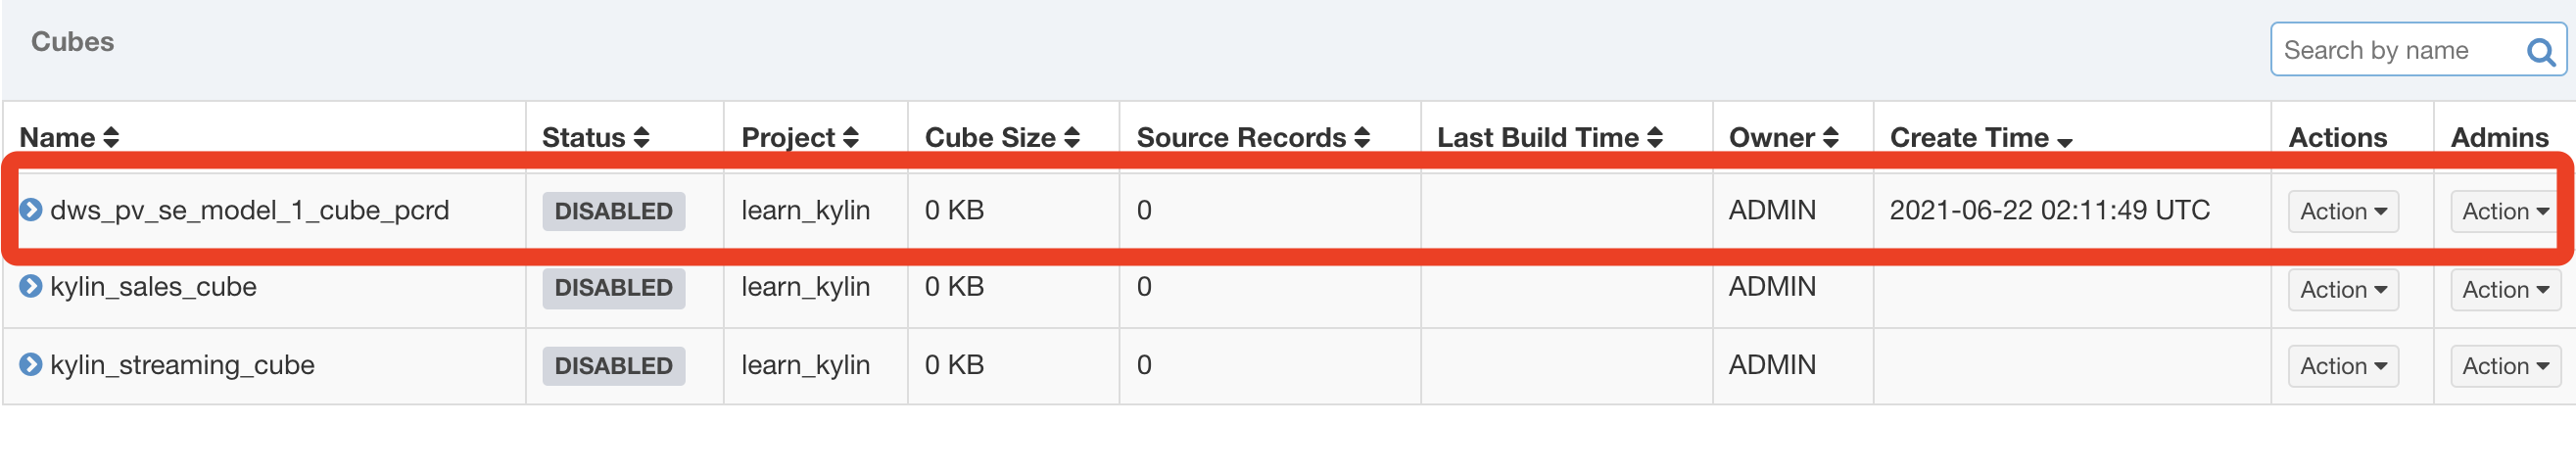 Cubes
Search by name
Name Status Project Cube Size Source Records Last Build Time Owner Create Time Actions Admins
dws_pv_se_model_1_cube_pcrd DISABLED learn_kylin 0 KB 0 ADMIN 2021-06-22 02:11:49 UTC Action Action
kylin_sales_cube DISABLED learn_kylin 0 KB 0 ADMIN Action Action
kylin_streaming_cube DISABLED learn_kylin 0 KB 0 ADMIN Action Action